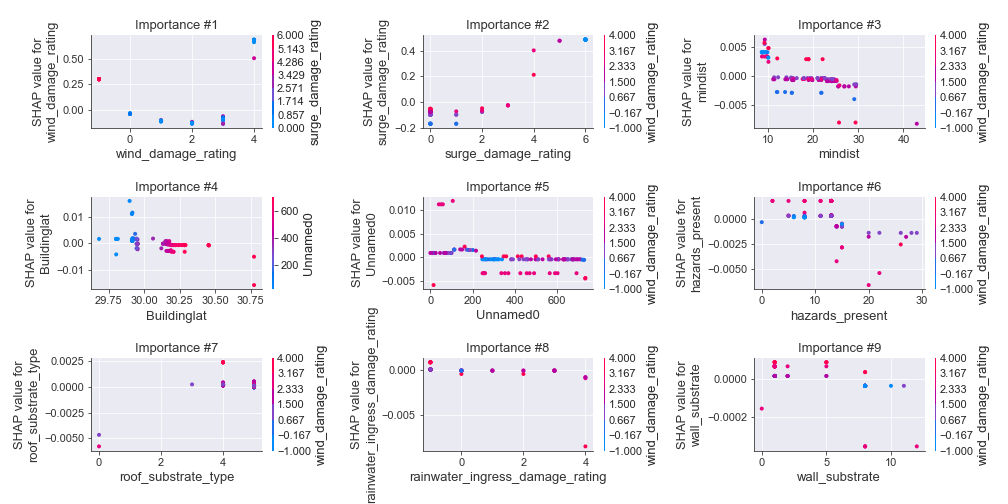 Importance #1
Importance #2
Importance #3
SHAP value for
wind_damage_rating
0.50
0.00
0
2
4
wind_damage_rating
6.000
5.143
4.286
3.429
2.571
1.714
0.857
0.000
surge_damage_rating
SHAP value for
surge_damage_rating
0.4
0.2
0.0
−0.2
0
2
4
6
surge_damage_rating
4.000
3.167
2.333
1.500
0.667
−0.167
−1.000
wind_damage_rating
SHAP value for
mindist
0.005
0.000
−0.005
10
20
30
40
mindist
4.000
3.167
2.333
1.500
0.667
−0.167
−1.000
wind_damage_rating
Importance #4
Importance #5
Importance #6
SHAP value for
Buildinglat
0.01
0.00
−0.01
29.75
30.00
30.25
30.50
30.75
Buildinglat
600
400
200
Unnamed0
SHAP value for
Unnamed0
0.010
0.005
0.000
−0.005
0
200
400
600
Unnamed0
4.000
3.167
2.333
1.500
0.667
−0.167
−1.000
wind_damage_rating
SHAP value for
hazards_present
0.0000
−0.0025
−0.0050
0
10
20
30
hazards_present
4.000
3.167
2.333
1.500
0.667
−0.167
−1.000
wind_damage_rating
Importance #7
Importance #8
Importance #9
SHAP value for
roof_substrate_type
0.0025
0.0000
−0.0025
−0.0050
0
2
4
roof_substrate_type
4.000
3.167
2.333
1.500
0.667
−0.167
−1.000
wind_damage_rating
SHAP value for
rainwater_ingress_damage_rating
0.000
−0.005
0
2
4
rainwater_ingress_damage_rating
4.000
3.167
2.333
1.500
0.667
−0.167
−1.000
wind_damage_rating
SHAP value for
wall_substrate
0.0000
−0.0002
0
5
10
wall_substrate
4.000
3.167
2.333
1.500
0.667
−0.167
−1.000
wind_damage_rating